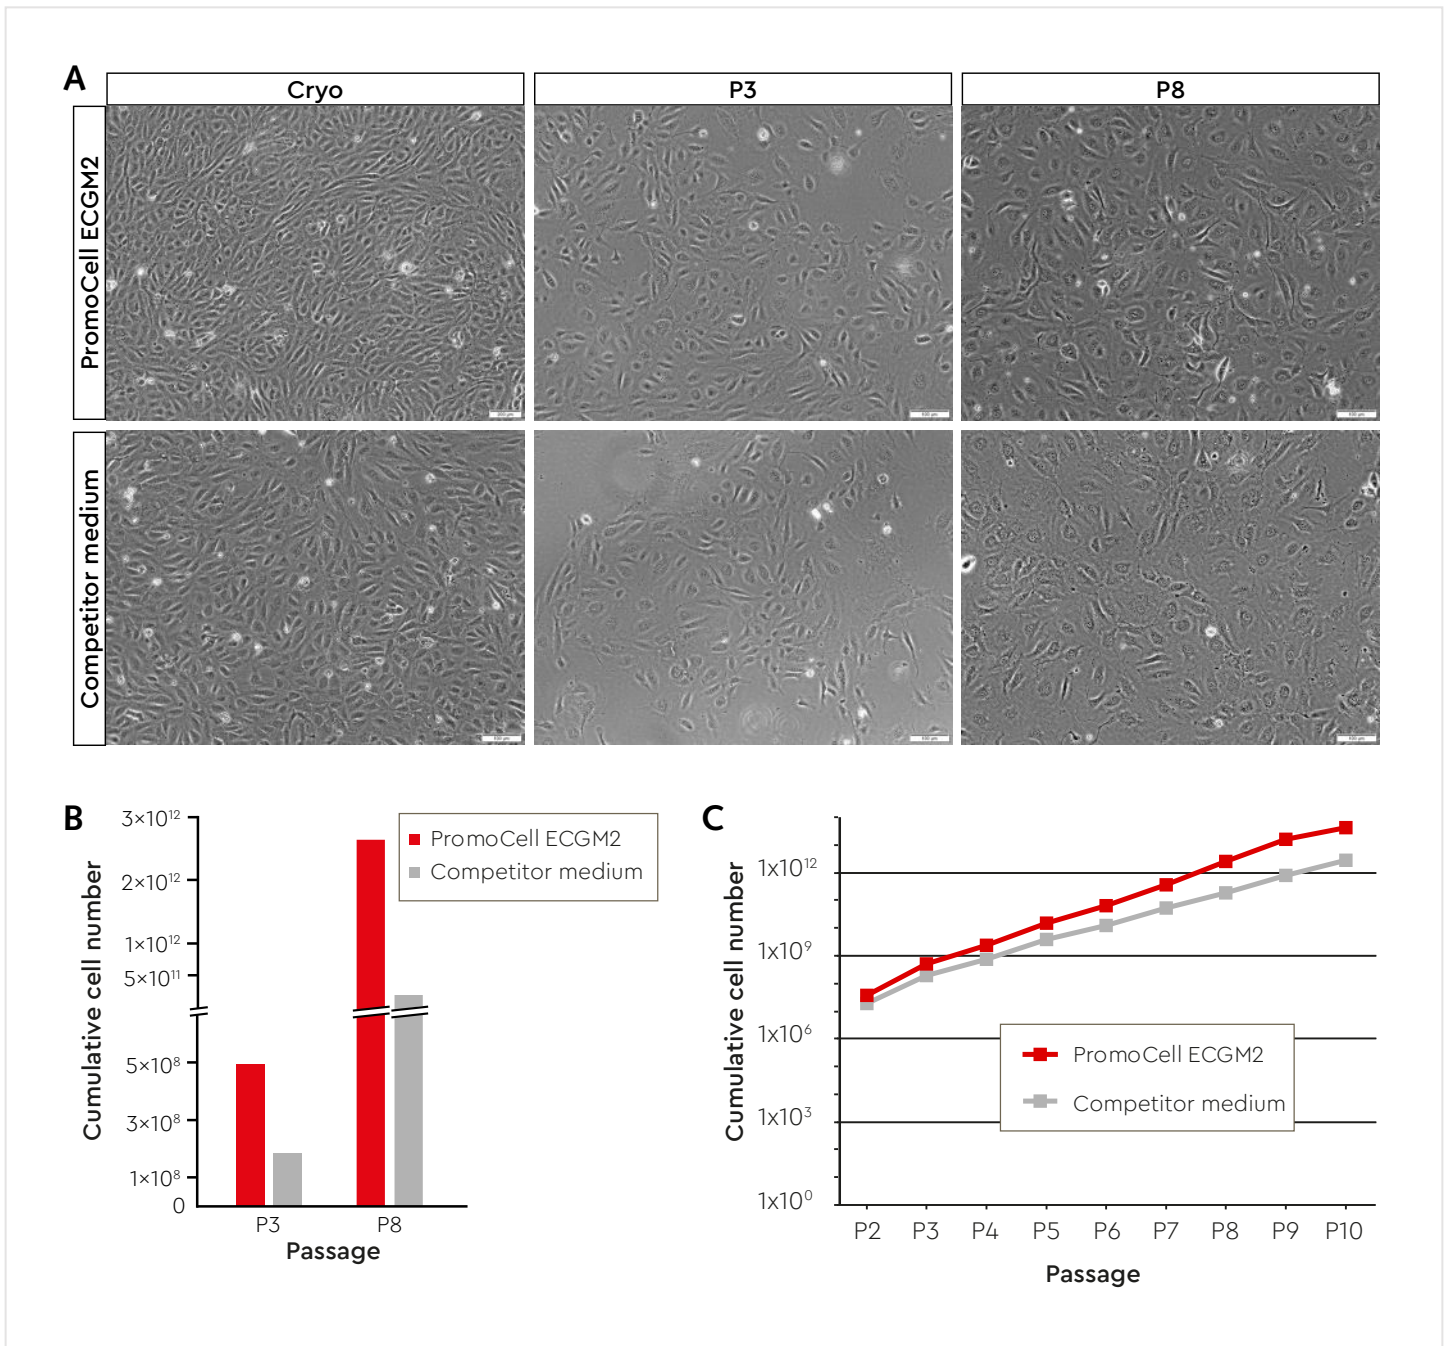 A
Cryo
P3
P8
PromoCell ECGM2
Competitor medium
B
Cumulative cell number
3×10¹²
2×10¹²
1×10¹²
5×10¹¹
5×10⁸
3×10⁸
1×10⁸
0
PromoCell ECGM2
Competitor medium
P3 P8
Passage
C
Cumulative cell number
1x10¹²
1x10⁹
1x10⁶
1x10³
1x10⁰
PromoCell ECGM2
Competitor medium
P2 P3 P4 P5 P6 P7 P8 P9 P10
Passage